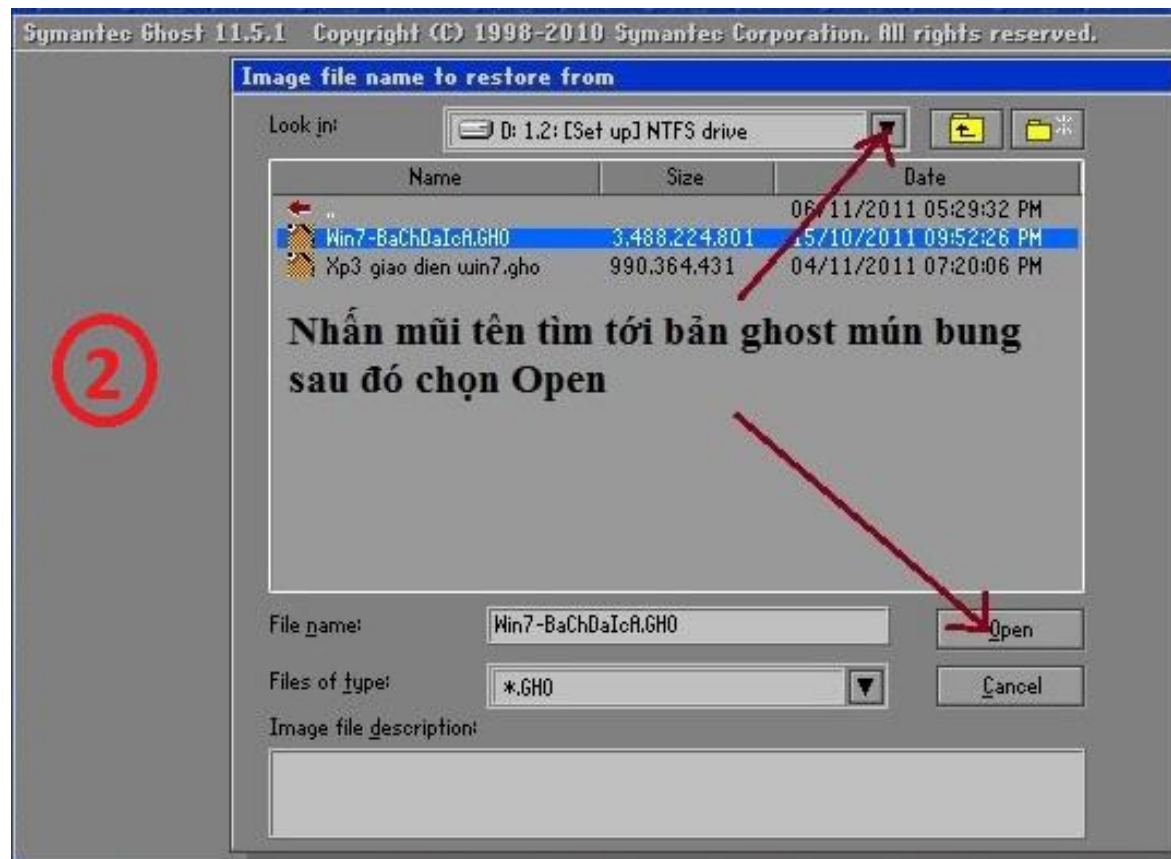 Symantec Ghost 11.5.1 Copyright (C) 1998-2010 Symantec Corporation. All rights reserved.
Image file name to restore from
Look in: D: 1.2: [Set up] NTFS drive
Name Size Date
.. 06/11/2011 05:29:32 PM
Win7-BaChDaIcA.GHO 3,488,224,801 15/10/2011 09:52:26 PM
Xp3 giao dien win7.gho 990,364,431 04/11/2011 07:20:06 PM
Nhấn mũi tên tìm tới bản ghost mún bung
sau đó chọn Open
2
File name: Win7-BaChDaIcA.GHO Open
Files of type: *.GHO Cancel
Image file description: